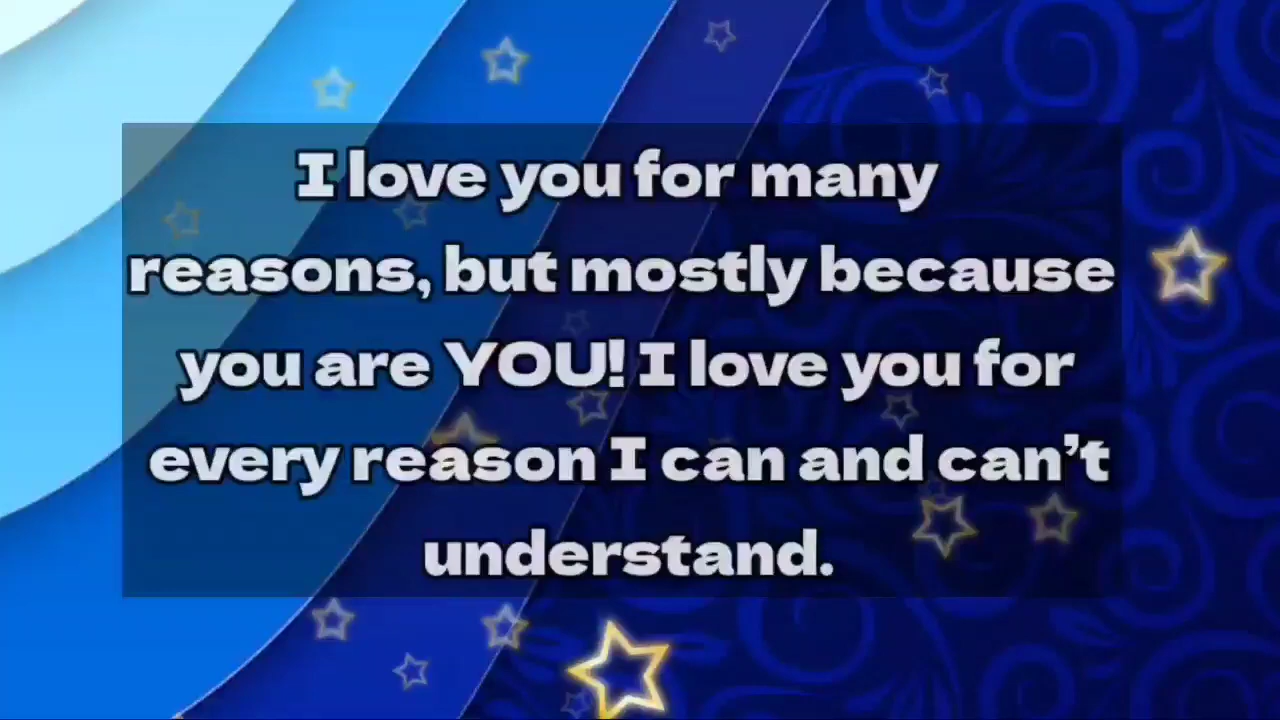 I love you for many
reasons, but mostly because
you are YOU! I love you for
every reason I can and can’t
understand.